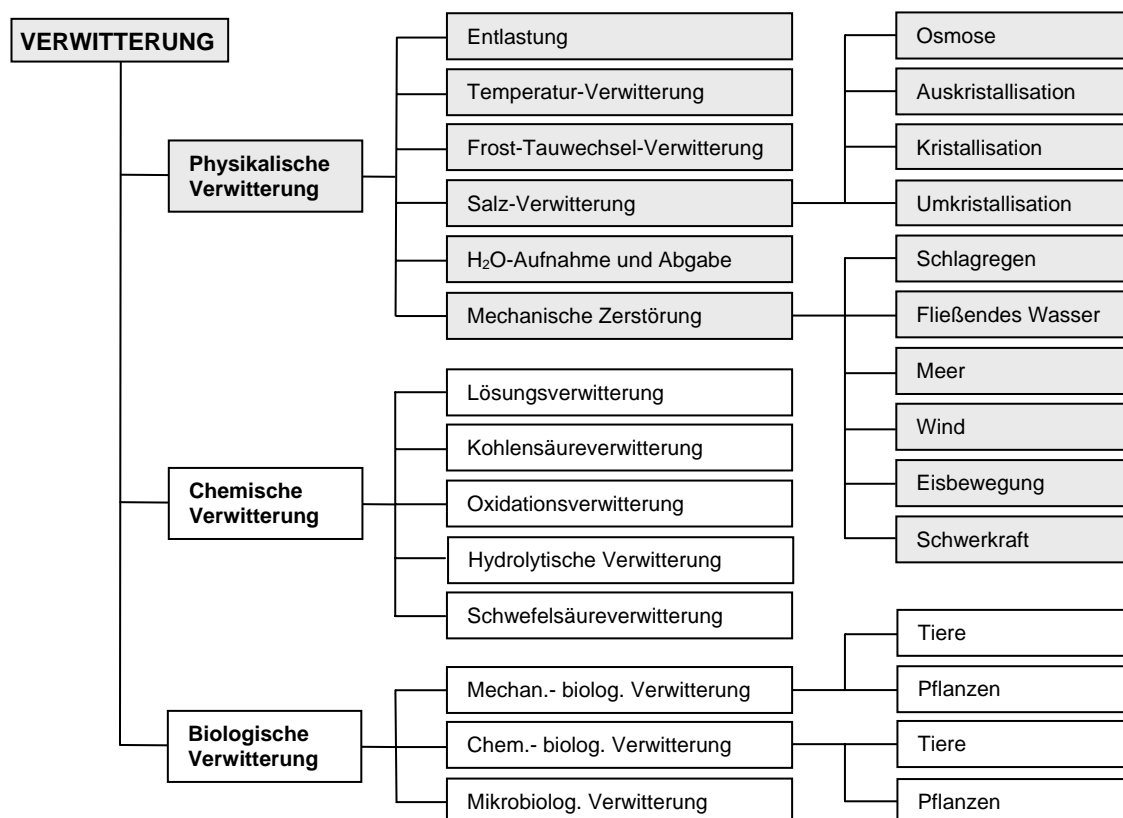 VERWITTERUNG
Physikalische
Verwitterung
Entlastung
Temperatur-Verwitterung
Frost-Tauwechsel-Verwitterung
Salz-Verwitterung
H₂O-Aufnahme und Abgabe
Mechanische Zerstörung
Osmose
Auskristallisation
Kristallisation
Umkristallisation
Schlagregen
Fließendes Wasser
Meer
Wind
Eisbewegung
Schwerkraft
Chemische
Verwitterung
Lösungsverwitterung
Kohlensäureverwitterung
Oxidationsverwitterung
Hydrolytische Verwitterung
Schwefelsäureverwitterung
Biologische
Verwitterung
Mechan.- biolog. Verwitterung
Chem.- biolog. Verwitterung
Mikrobiolog. Verwitterung
Tiere
Pflanzen
Tiere
Pflanzen